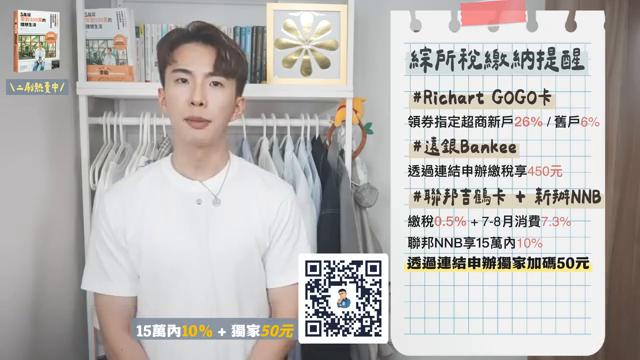 \二刷熱賣中/
綜所稅繳納提醒
#Richart GOGO卡
領券指定超商新戶26% / 舊戶6%
#遠銀Bankee
透過連結申辦繳稅享450元
#聯邦吉鶴卡 + 新辦NNB
繳稅0.5% + 7-8月消費7.3%
聯邦NNB享15萬內10%
透過連結申辦獨家加碼50元
15萬內10% + 獨家50元